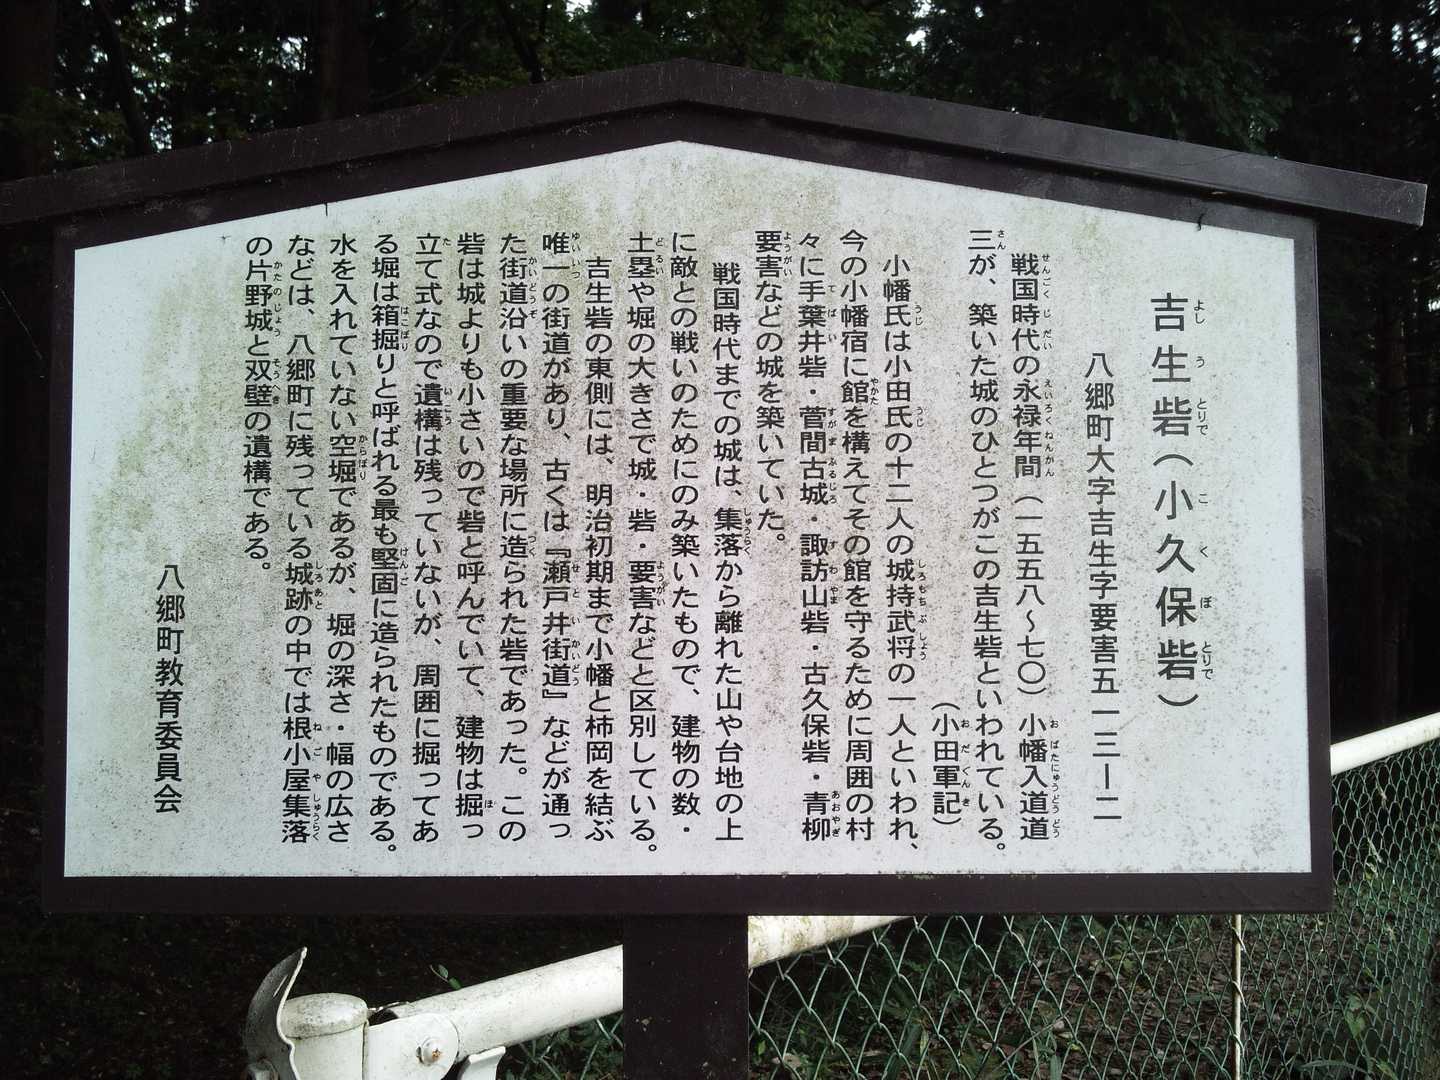 吉生砦（小久保砦）
八郷町大字吉生字要害五一三ー二
戦国時代の永禄年間（一五五八～七〇）小幡入道道
三が、築いた城のひとつがこの吉生砦といわれている。
（小田軍記）
小幡氏は小田氏の十二人の城持武将の一人といわれ、
今の小幡宿に館を構えてその館を守るために周囲の村
々に手葉井砦・菅間古城・諏訪山砦・古久保砦・青柳
要害などの城を築いていた。
戦国時代までの城は、集落から離れた山や台地の上
に敵との戦いのためにのみ築いたもので、建物の数・
土塁や堀の大きさで城・砦・要害などと区別している。
吉生砦の東側には、明治初期まで小幡と柿岡を結ぶ
唯一の街道があり、古くは『瀬戸井街道』などが通っ
た街道沿いの重要な場所に造られた砦であった。この
砦は城よりも小さいので砦と呼んでいて、建物は掘っ
立て式なので遺構は残っていないが、周囲に掘ってあ
る堀は箱掘りと呼ばれる最も堅固に造られたものである。
水を入れていない空堀であるが、堀の深さ・幅の広さ
などは、八郷町に残っている城跡の中では根小屋集落
の片野城と双壁の遺構である。
八郷町教育委員会